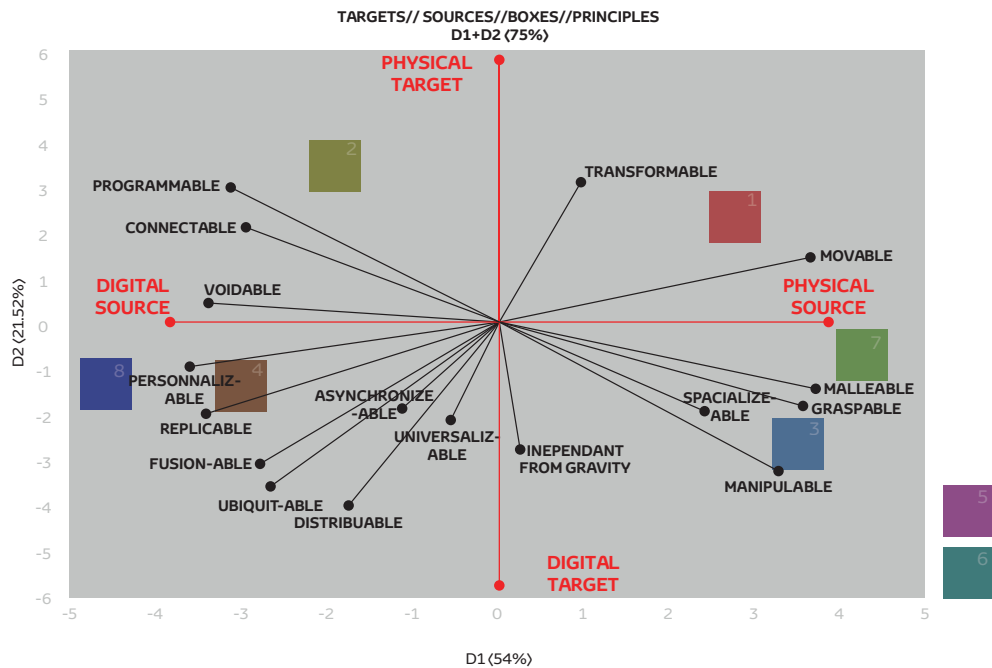 TARGETS// SOURCES//BOXES//PRINCIPLES
D1+D2 (75%)
6
5
4
3
2
1
0
-1
-2
-3
-4
-5
-6
D2 (21.52%)
PHYSICAL
TARGET
2
TRANSFORMABLE
PROGRAMMABLE
1
CONNECTABLE
MOVABLE
DIGITAL
SOURCE
VOIDABLE
PHYSICAL
SOURCE
7
8
4
PERSONNALIZ-
ABLE
ASYNCHRONIZE
-ABLE
SPACIALIZE-
ABLE
MALLEABLE
GRASPABLE
REPLICABLE
UNIVERSALIZ-
ABLE
3
INEPENDANT
FROM GRAVITY
FUSION-ABLE
MANIPULABLE
UBIQUIT-ABLE
DISTRIBUABLE
5
6
DIGITAL
TARGET
-5
-4
-3
-2
-1
0
1
2
3
4
5
D1 (54%)